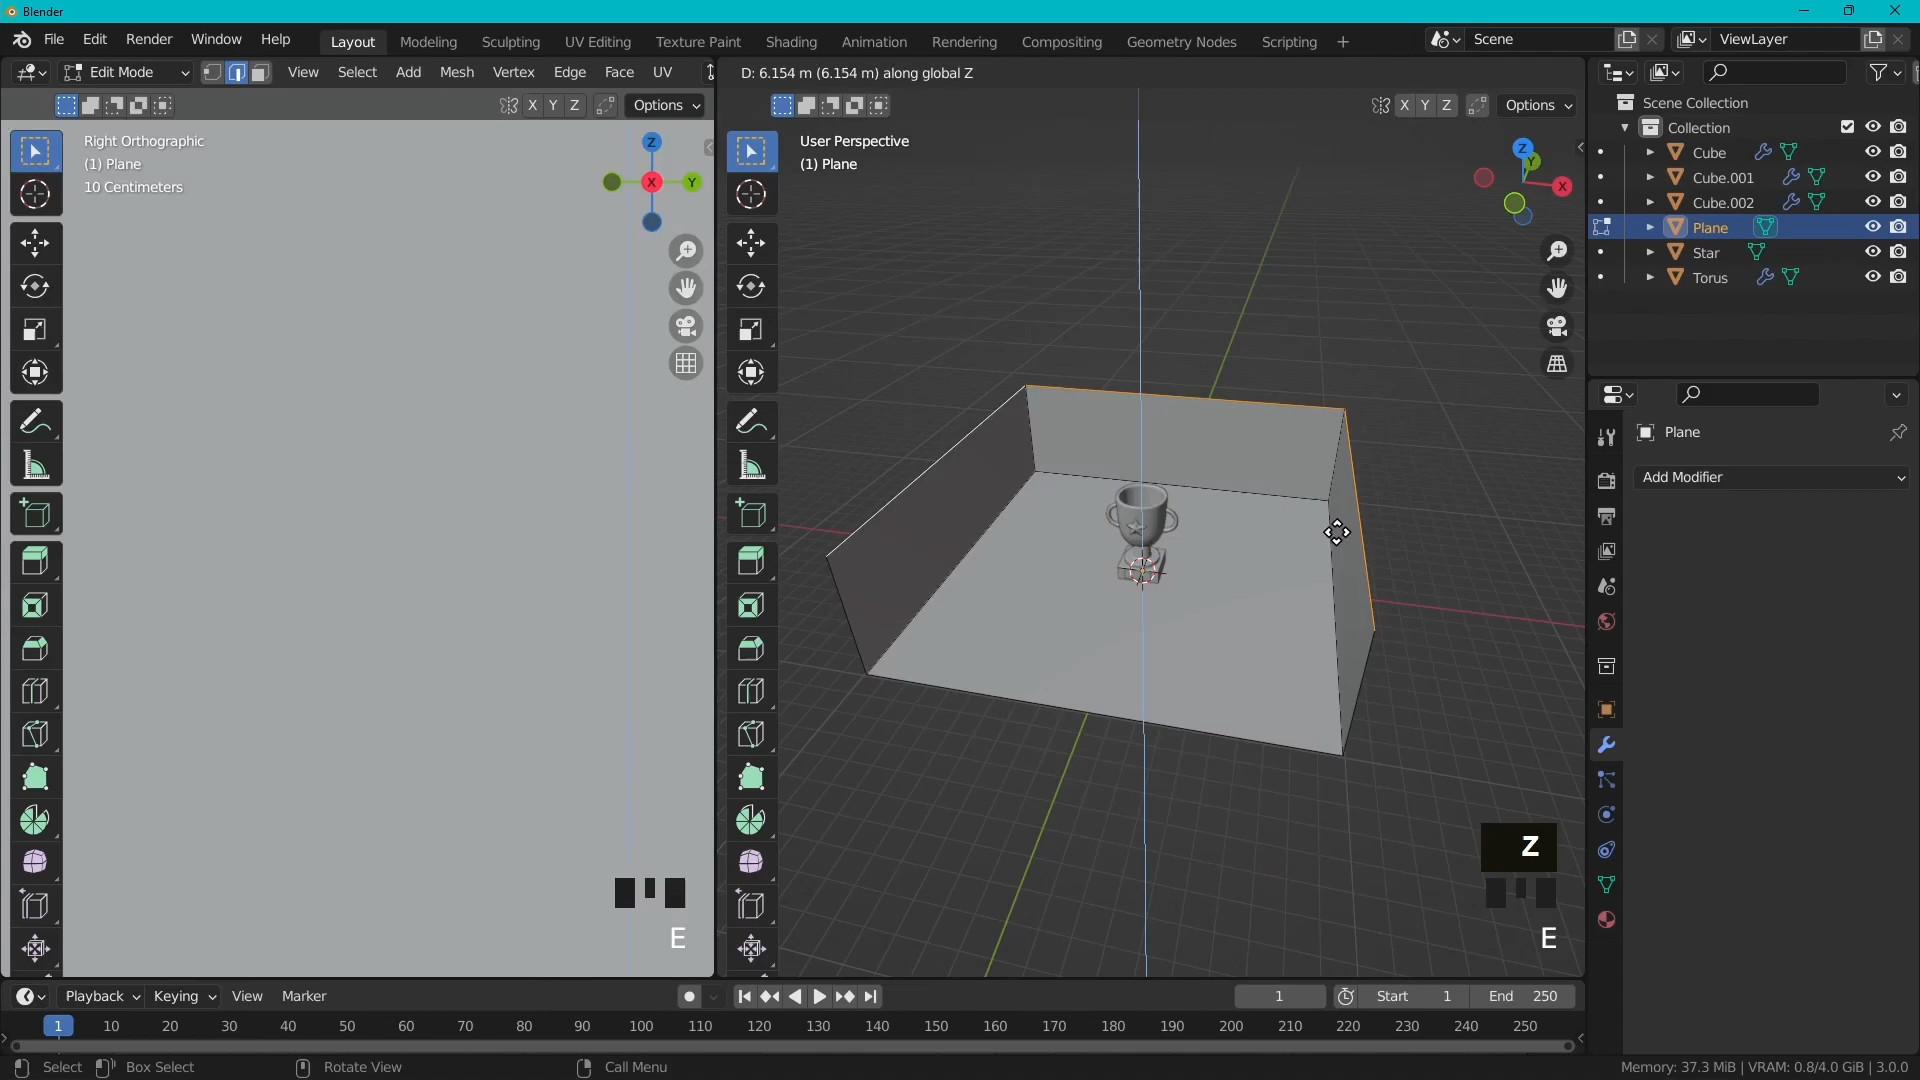 Blender
File Edit Render Window Help Layout Modeling Sculpting UV Editing Texture Paint Shading Animation Rendering Compositing Geometry Nodes Scripting + Scene ViewLayer
Edit Mode View Select Add Mesh Vertex Edge Face UV
D: 6.154 m (6.154 m) along global Z
X Y Z Options
X Y Z Options
Right Orthographic
(1) Plane
10 Centimeters
Z
X
Y
User Perspective
(1) Plane
Z
Y
X
Scene Collection
Collection
Cube
Cube.001
Cube.002
Plane
Star
Torus
Plane
Add Modifier
Z
E
E
Playback Keying View Marker 1 Start 1 End 250
1 10 20 30 40 50 60 70 80 90 100 110 120 130 140 150 160 170 180 190 200 210 220 230 240 250
Select Box Select Rotate View Call Menu Memory: 37.3 MiB | VRAM: 0.8/4.0 GiB | 3.0.0